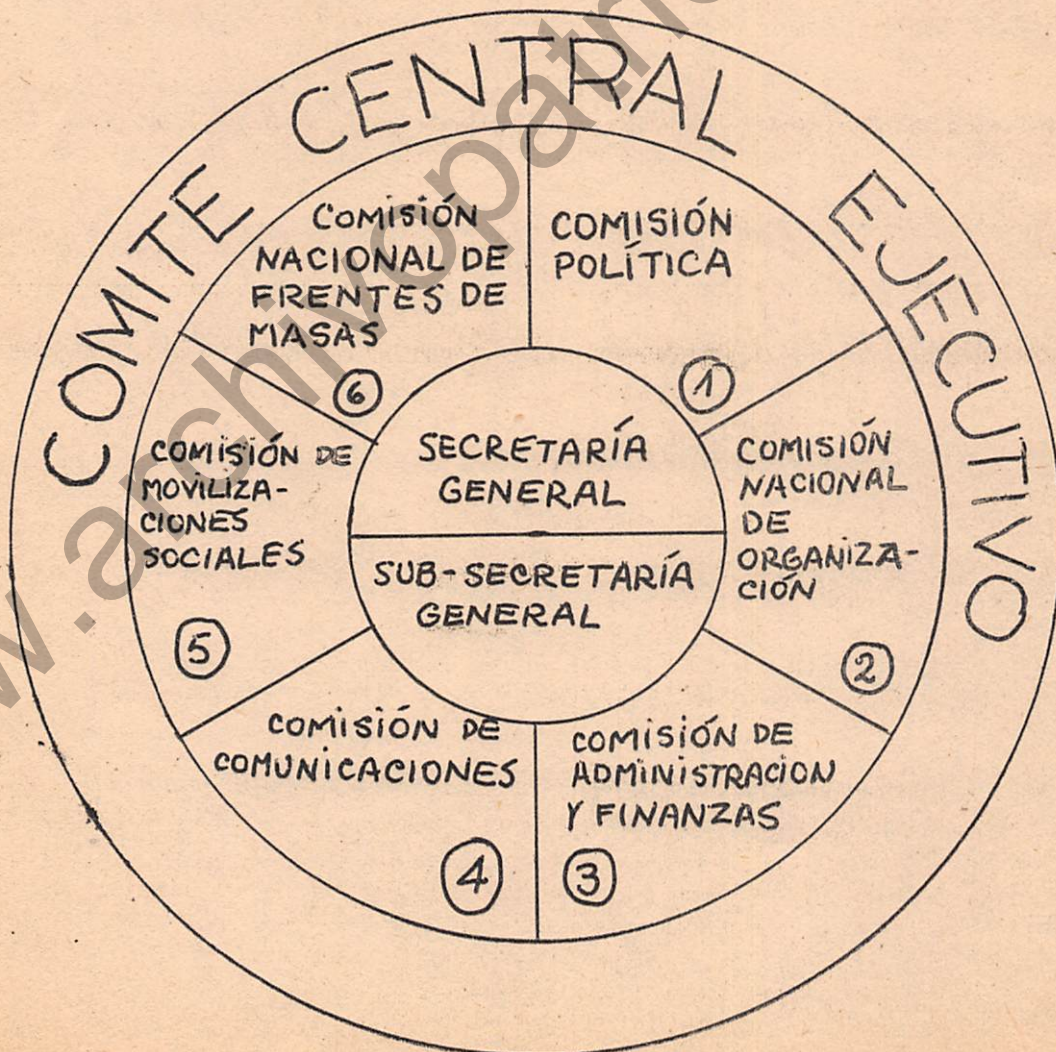 COMITE CENTRAL EJECUTIVO
COMISIÓN
POLÍTICA
①
COMISIÓN
NACIONAL
DE
ORGANIZA-
CIÓN
②
COMISIÓN DE
ADMINISTRACION
Y FINANZAS
③
COMISIÓN DE
COMUNICACIONES
④
COMISIÓN DE
MOVILIZA-
CIONES
SOCIALES
⑤
COMISIÓN
NACIONAL DE
FRENTES DE
MASAS
⑥
SECRETARÍA
GENERAL
SUB-SECRETARÍA
GENERAL